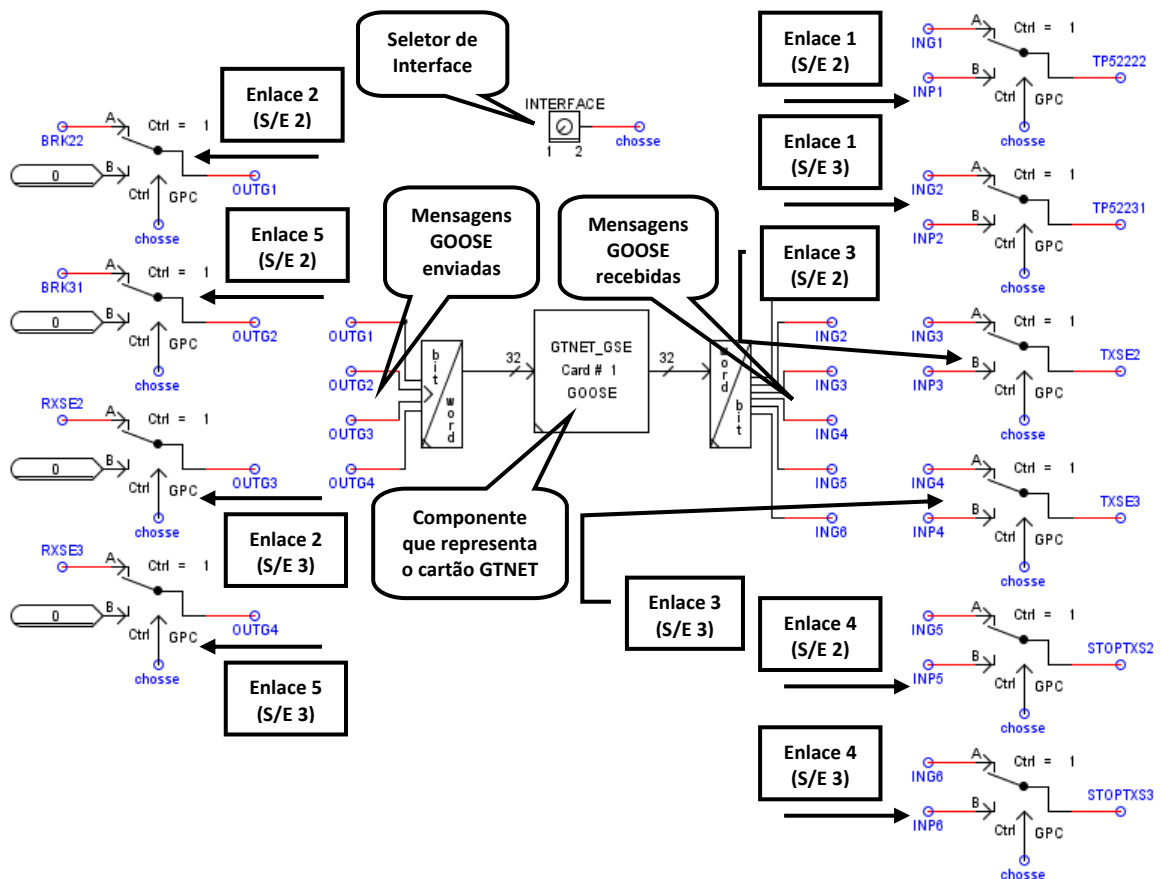 Seletor de
Interface
INTERFACE
1 2
chosse
Enlace 2
(S/E 2)
BRK22
A
Ctrl = 1
0
B
Ctrl
GPC
OUTG1
chosse
Enlace 5
(S/E 2)
BRK31
A
Ctrl = 1
0
B
Ctrl
GPC
OUTG2
chosse
RXSE2
A
Ctrl = 1
0
B
Ctrl
GPC
OUTG3
chosse
Enlace 2
(S/E 3)
RXSE3
A
Ctrl = 1
0
B
Ctrl
GPC
OUTG4
chosse
Enlace 5
(S/E 3)
Mensagens
GOOSE
enviadas
OUTG1
OUTG2
OUTG3
OUTG4
bit
word
32
GTNET_GSE
Card # 1
GOOSE
32
word
bit
Componente
que representa
o cartão GTNET
Mensagens
GOOSE
recebidas
ING2
ING3
ING4
ING5
ING6
Enlace 1
(S/E 2)
ING1
A
Ctrl = 1
INP1
B
Ctrl
GPC
TP52222
chosse
Enlace 1
(S/E 3)
ING2
A
Ctrl = 1
INP2
B
Ctrl
GPC
TP52231
chosse
Enlace 3
(S/E 2)
ING3
A
Ctrl = 1
INP3
B
Ctrl
GPC
TXSE2
chosse
Enlace 3
(S/E 3)
ING4
A
Ctrl = 1
INP4
B
Ctrl
GPC
TXSE3
chosse
Enlace 4
(S/E 2)
ING5
A
Ctrl = 1
INP5
B
Ctrl
GPC
STOPTXS2
chosse
Enlace 4
(S/E 3)
ING6
A
Ctrl = 1
INP6
B
Ctrl
GPC
STOPTXS3
chosse